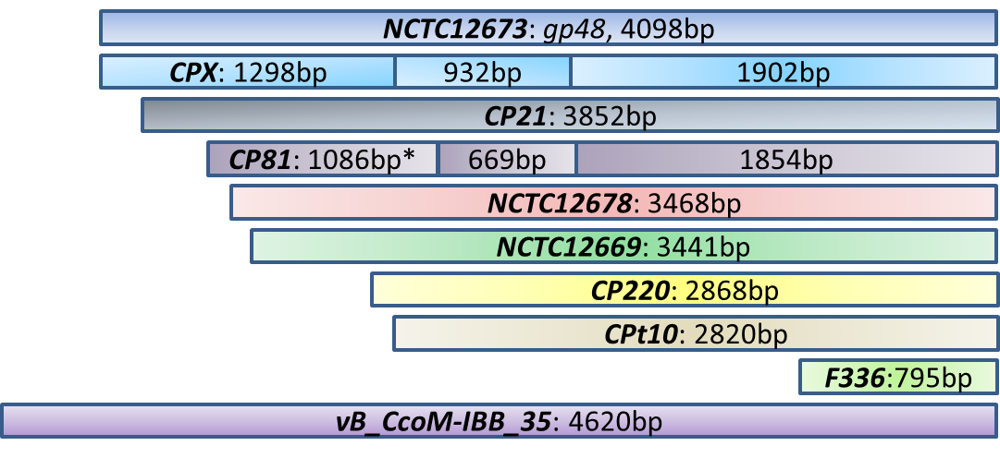 NCTC12673: gp48, 4098bp
CPX: 1298bp 932bp 1902bp
CP21: 3852bp
CP81: 1086bp* 669bp 1854bp
NCTC12678: 3468bp
NCTC12669: 3441bp
CP220: 2868bp
CPt10: 2820bp
F336:795bp
vB_CcoM-IBB_35: 4620bp